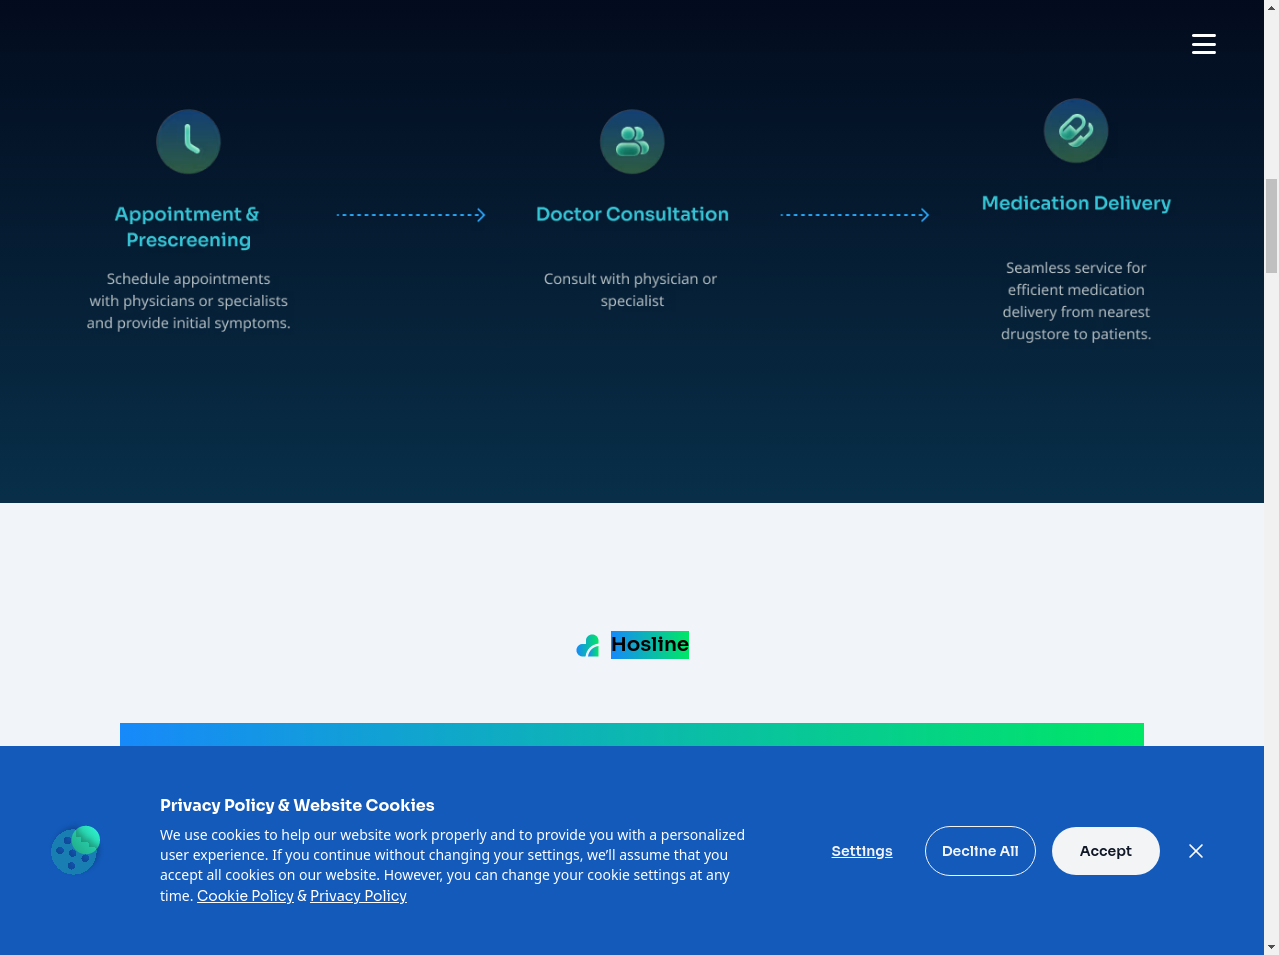 Appointment &
Prescreening
Schedule appointments
with physicians or specialists
and provide initial symptoms.
Doctor Consultation
Consult with physician or
specialist
Medication Delivery
Seamless service for
efficient medication
delivery from nearest
drugstore to patients.
Hosline
Privacy Policy & Website Cookies
We use cookies to help our website work properly and to provide you with a personalized
user experience. If you continue without changing your settings, we’ll assume that you
accept all cookies on our website. However, you can change your cookie settings at any
time. Cookie Policy & Privacy Policy
Settings
Decline All
Accept